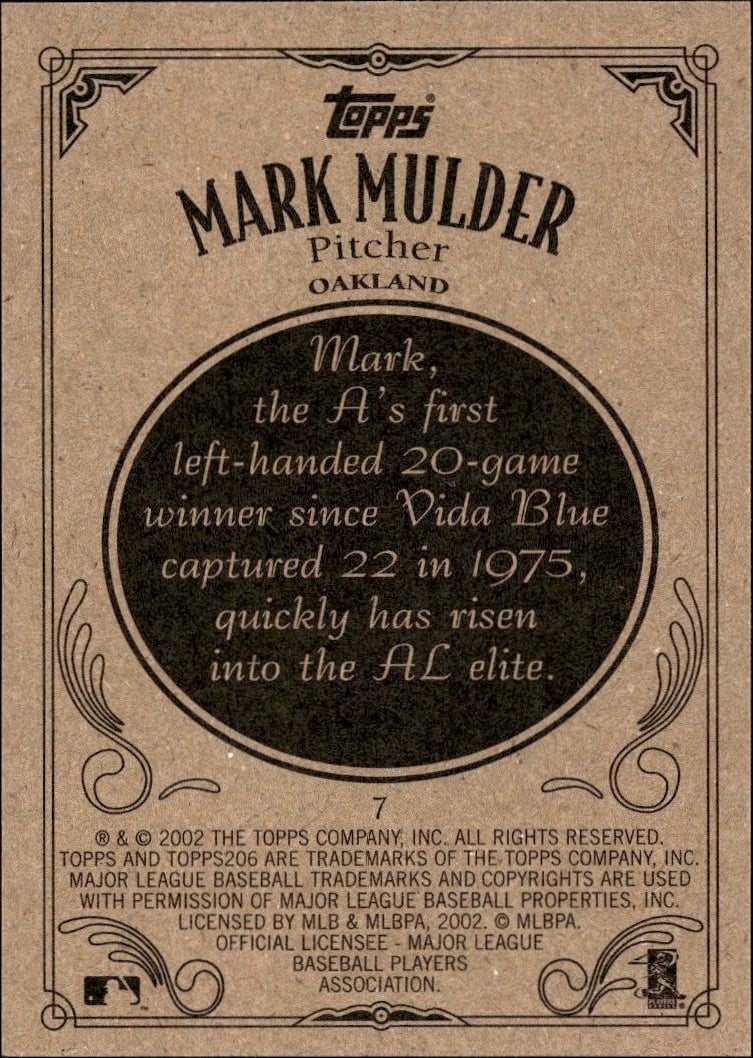 topps®
MARK MULDER
Pitcher
OAKLAND
Mark,
the A's first
left-handed 20-game
winner since Vida Blue
captured 22 in 1975,
quickly has risen
into the AL elite.
7
® & © 2002 THE TOPPS COMPANY, INC. ALL RIGHTS RESERVED.
TOPPS AND TOPPS206 ARE TRADEMARKS OF THE TOPPS COMPANY, INC.
MAJOR LEAGUE BASEBALL TRADEMARKS AND COPYRIGHTS ARE USED
WITH PERMISSION OF MAJOR LEAGUE BASEBALL PROPERTIES, INC.
LICENSED BY MLB & MLBPA, 2002. © MLBPA.
OFFICIAL LICENSEE - MAJOR LEAGUE
BASEBALL PLAYERS
ASSOCIATION.